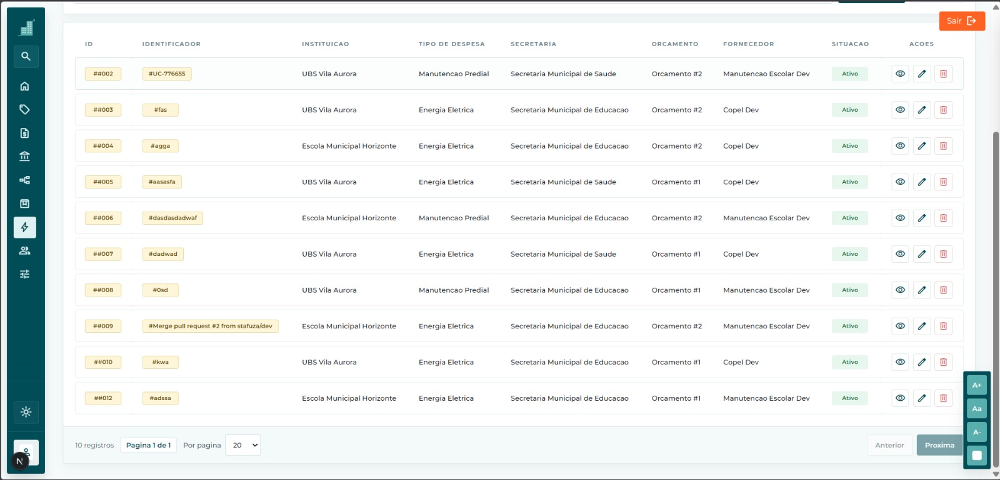 Sair
ID IDENTIFICADOR INSTITUICAO TIPO DE DESPESA SECRETARIA ORCAMENTO FORNECEDOR SITUACAO ACOES
##002 #UC-776655 UBS Vila Aurora Manutencao Predial Secretaria Municipal de Saude Orcamento #2 Manutencao Escolar Dev Ativo
##003 #fas UBS Vila Aurora Energia Eletrica Secretaria Municipal de Educacao Orcamento #2 Copel Dev Ativo
##004 #agga Escola Municipal Horizonte Energia Eletrica Secretaria Municipal de Educacao Orcamento #2 Copel Dev Ativo
##005 #aasasfa UBS Vila Aurora Energia Eletrica Secretaria Municipal de Saude Orcamento #1 Copel Dev Ativo
##006 #dasdasdadwaf Escola Municipal Horizonte Manutencao Predial Secretaria Municipal de Educacao Orcamento #2 Manutencao Escolar Dev Ativo
##007 #dadwad UBS Vila Aurora Energia Eletrica Secretaria Municipal de Saude Orcamento #1 Copel Dev Ativo
##008 #0sd UBS Vila Aurora Manutencao Predial Secretaria Municipal de Educacao Orcamento #1 Manutencao Escolar Dev Ativo
##009 #Merge pull request #2 from stafuza/dev Escola Municipal Horizonte Energia Eletrica Secretaria Municipal de Educacao Orcamento #2 Manutencao Escolar Dev Ativo
##010 #kwa UBS Vila Aurora Energia Eletrica Secretaria Municipal de Educacao Orcamento #1 Copel Dev Ativo
##012 #adssa Escola Municipal Horizonte Energia Eletrica Secretaria Municipal de Educacao Orcamento #1 Manutencao Escolar Dev Ativo
A+
Aa
A-
10 registros Pagina 1 de 1 Por pagina 20 Anterior Proxima
N